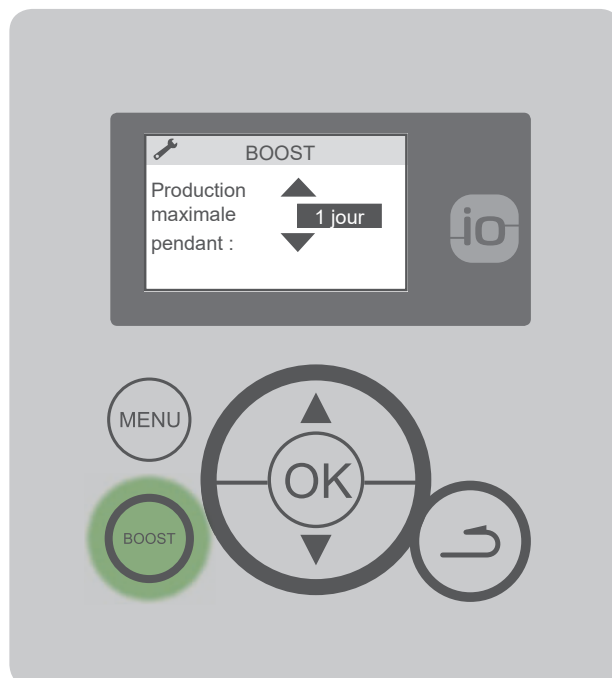 BOOST
Production
maximale
1 jour
pendant :
io
MENU
OK
BOOST